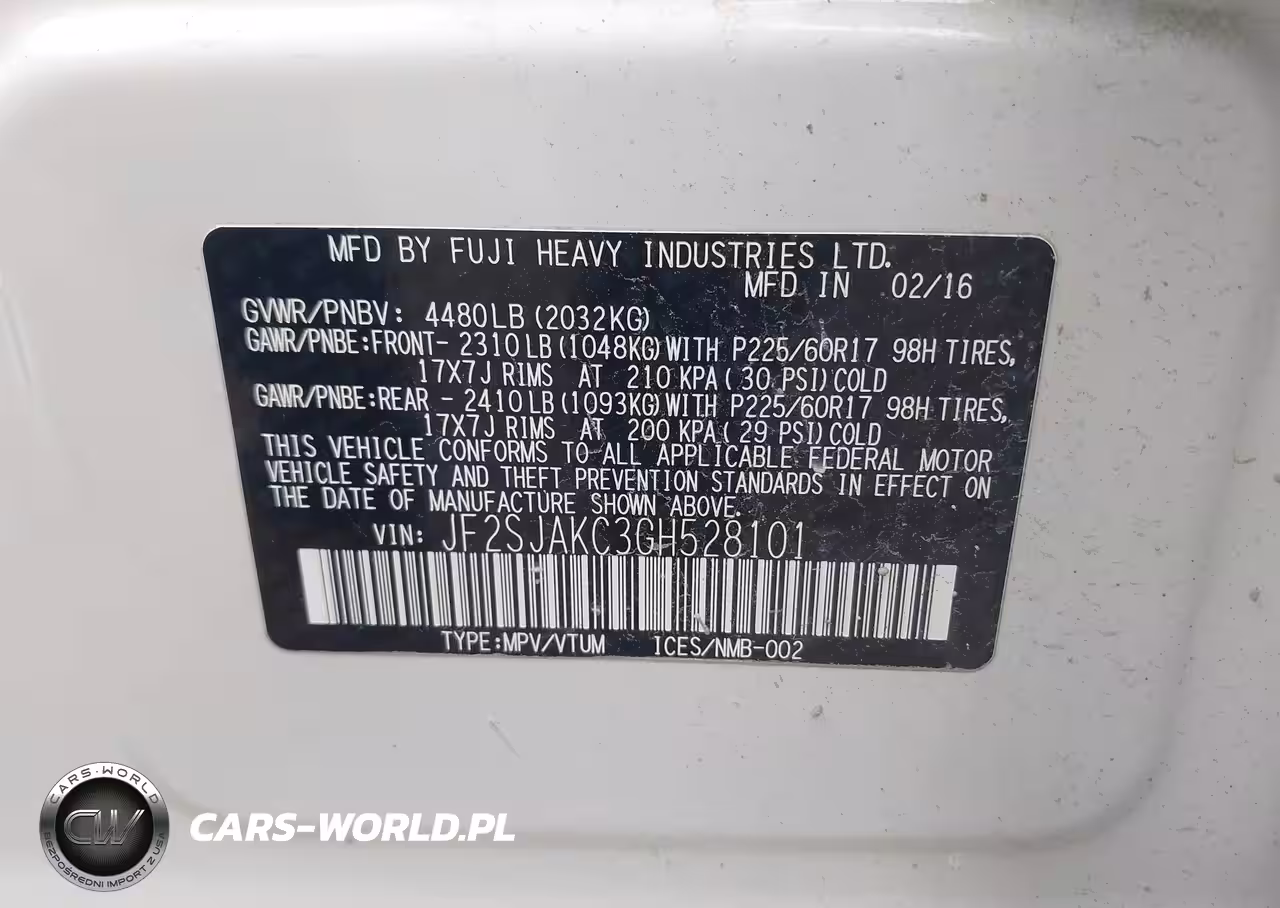 MFD BY FUJI HEAVY INDUSTRIES LTD.
MFD IN 02/16
GVWR/PNBV: 4480LB(2032KG)
GAWR/PNBE:FRONT- 2310LB(1048KG)WITH P225/60R17 98H TIRES,
17X7J RIMS AT 210 KPA(30 PSI)COLD
GAWR/PNBE:REAR - 2410LB(1093KG)WITH P225/60R17 98H TIRES,
17X7J RIMS AT 200 KPA(29 PSI)COLD
THIS VEHICLE CONFORMS TO ALL APPLICABLE FEDERAL MOTOR
VEHICLE SAFETY AND THEFT PREVENTION STANDARDS IN EFFECT ON
THE DATE OF MANUFACTURE SHOWN ABOVE.
VIN: JF2SJAKC3GH528101
TYPE:MPV/VTUM ICES/NMB-002
CARS-WORLD
CW
BEZPOŚREDNI IMPORT Z USA
CARS-WORLD.PL